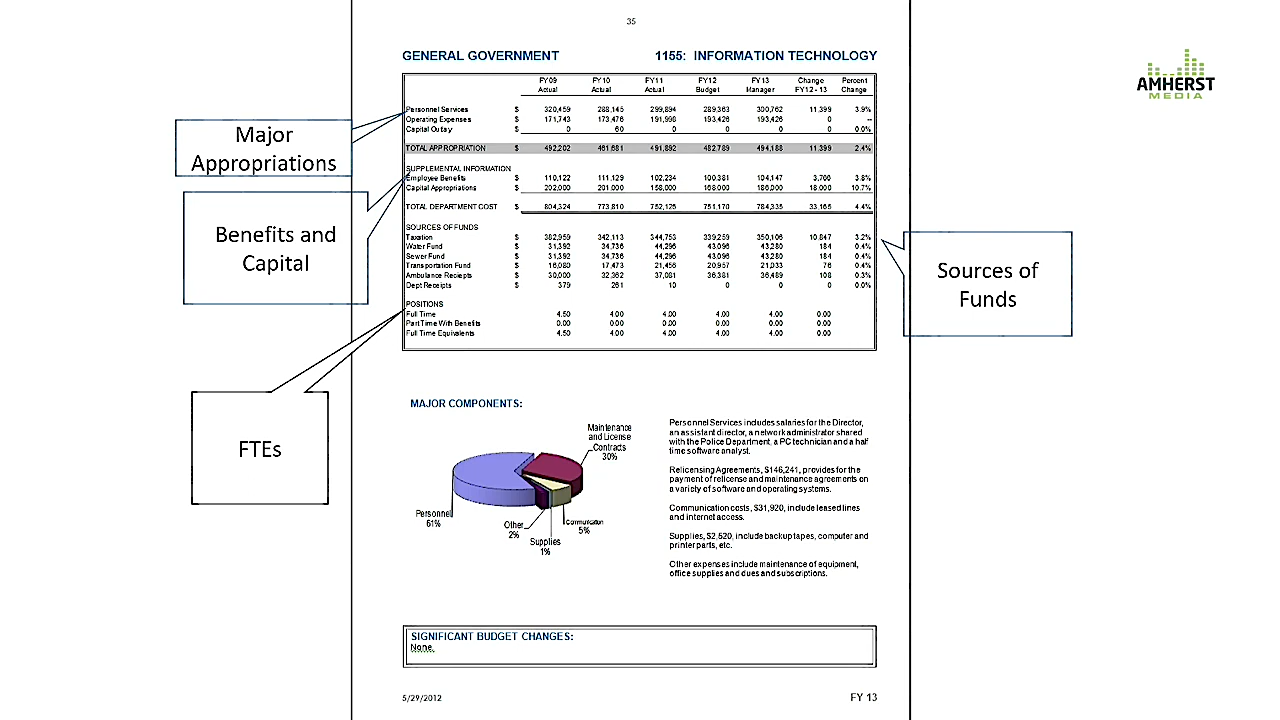 35
GENERAL GOVERNMENT 1155: INFORMATION TECHNOLOGY
AMHERST
MEDIA
FY09 FY10 FY11 FY12 FY13 Change Percent
Actual Actual Actual Budget Manager FY12 - 13 Change
Personnel Services $ 320,459 288,145 299,894 289,363 300,762 11,399 3.9%
Operating Expenses $ 171,743 173,476 191,998 193,426 193,426 0 --
Capital Outlay $ 0 60 0 0 0 0 0.0%
TOTAL APPROPRIATION $ 492,202 461,681 491,892 482,789 494,188 11,399 2.4%
SUPPLEMENTAL INFORMATION
Employee Benefits $ 110,122 111,129 102,234 100,381 104,147 3,766 3.8%
Capital Appropriations $ 202,000 201,000 158,000 168,000 186,000 18,000 10.7%
TOTAL DEPARTMENT COST $ 804,324 773,810 752,126 751,170 784,335 33,165 4.4%
SOURCES OF FUNDS
Taxation $ 382,959 342,113 344,753 339,259 350,106 10,847 3.2%
Water Fund $ 31,392 34,736 44,296 43,096 43,280 184 0.4%
Sewer Fund $ 31,392 34,736 44,296 43,096 43,280 184 0.4%
Transportation Fund $ 16,080 17,473 21,456 20,957 21,033 76 0.4%
Ambulance Reciepts $ 30,000 32,362 37,081 36,381 36,489 108 0.3%
Dept Receipts $ 379 261 10 0 0 0 0.0%
POSITIONS
Full Time 4.50 4.00 4.00 4.00 4.00 0.00
Part Time With Benefits 0.00 0.00 0.00 0.00 0.00 0.00
Full Time Equivalents 4.50 4.00 4.00 4.00 4.00 0.00
Major
Appropriations
Benefits and
Capital
FTEs
Sources of
Funds
MAJOR COMPONENTS:
Maintenance
and License
Contracts
30%
Personnel
61%
Other
2%
Supplies
1%
Communication
5%
Personnel Services includes salaries for the Director,
an assistant director, a network administrator shared
with the Police Department, a PC technician and a half
time software analyst.
Relicensing Agreements, $146,241, provides for the
payment of relicense and maintenance agreements on
a variety of software and operating systems.
Communication costs, $31,920, include leased lines
and internet access.
Supplies, $2,520, include backup tapes, computer and
printer parts, etc.
Other expenses include maintenance of equipment,
office supplies and dues and subscriptions.
SIGNIFICANT BUDGET CHANGES:
None.
5/29/2012 FY 13